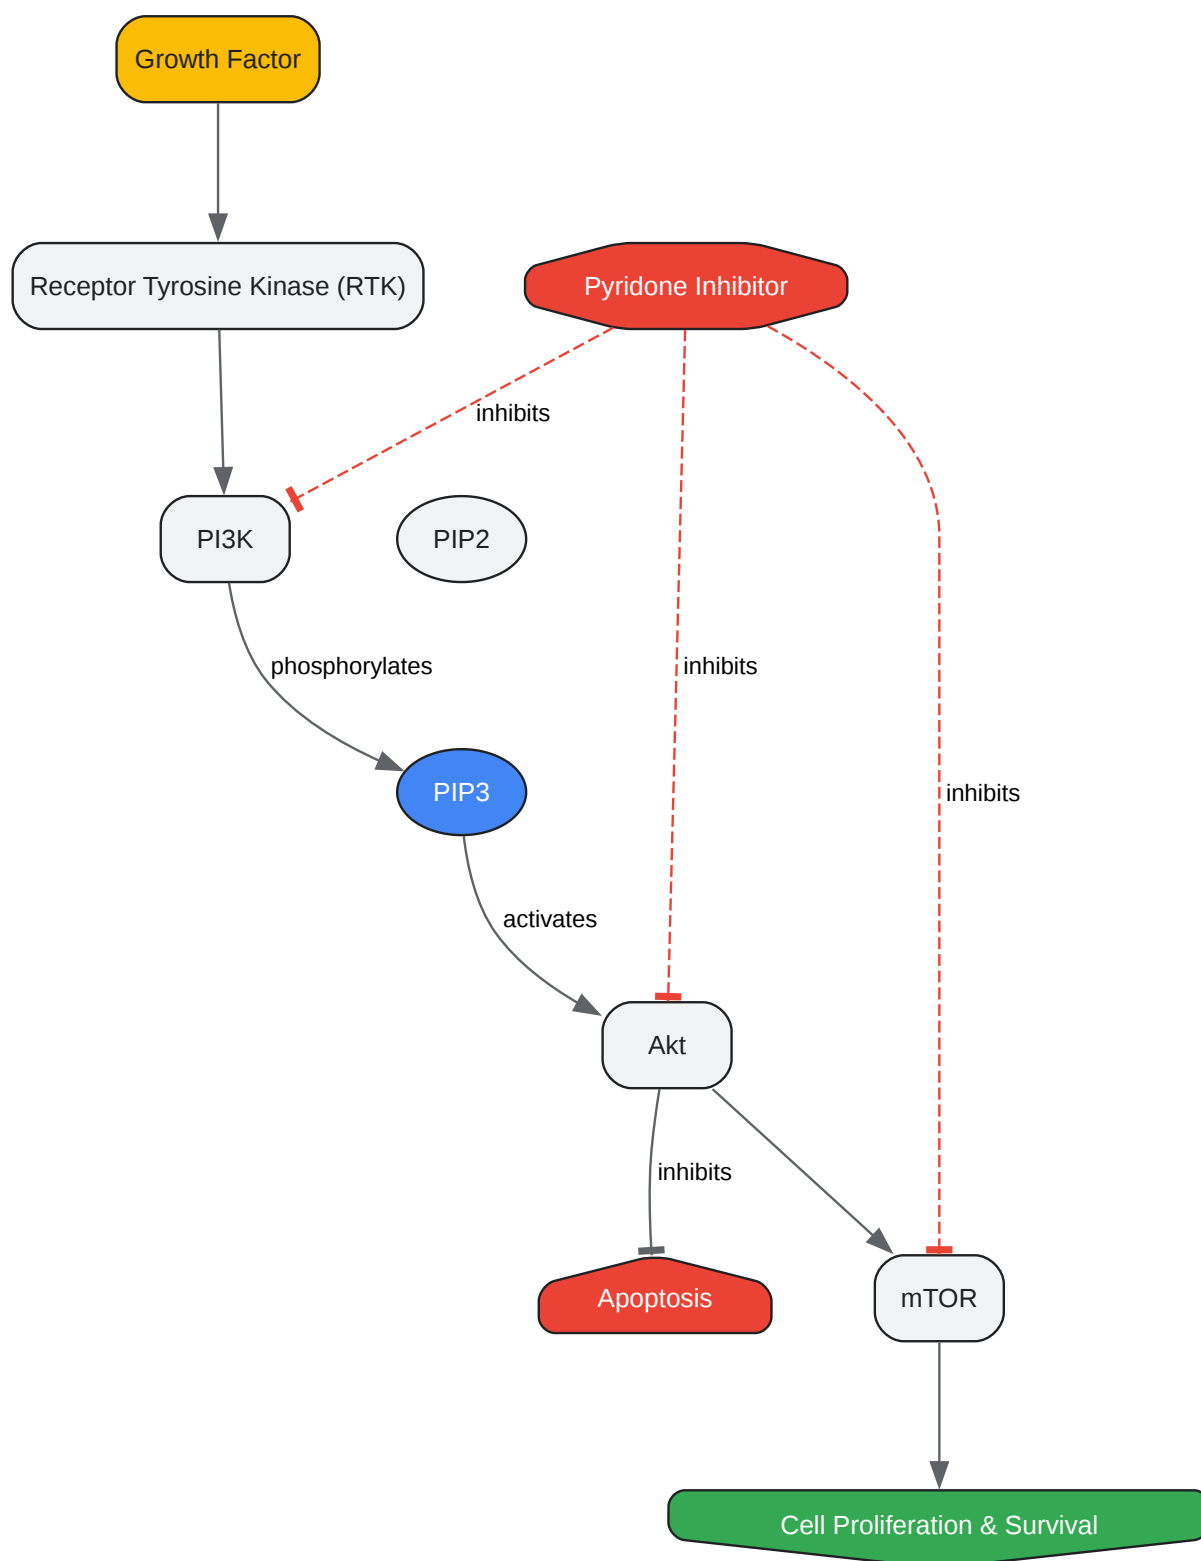 Growth Factor
Receptor Tyrosine Kinase (RTK)
Pyridone Inhibitor
inhibits
PI3K
PIP2
phosphorylates
inhibits
PIP3
inhibits
activates
Akt
inhibits
Apoptosis
mTOR
Cell Proliferation & Survival